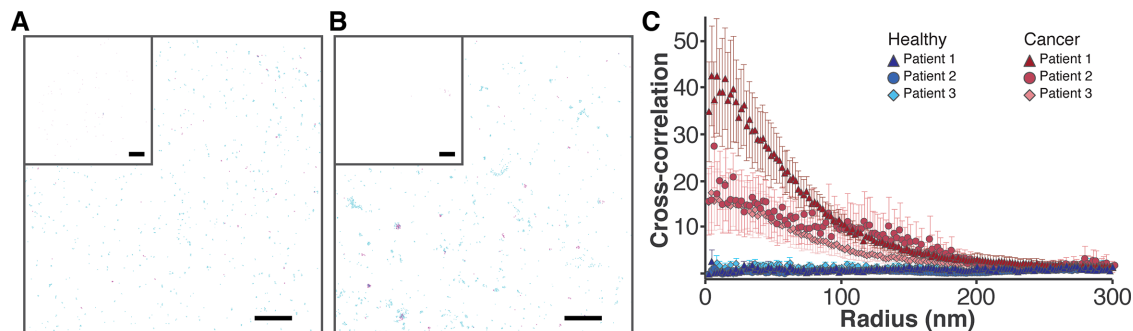 A
B
C
Cross-correlation
50
40
30
20
10
Healthy
Patient 1
Patient 2
Patient 3
Cancer
Patient 1
Patient 2
Patient 3
0
100
200
300
Radius (nm)